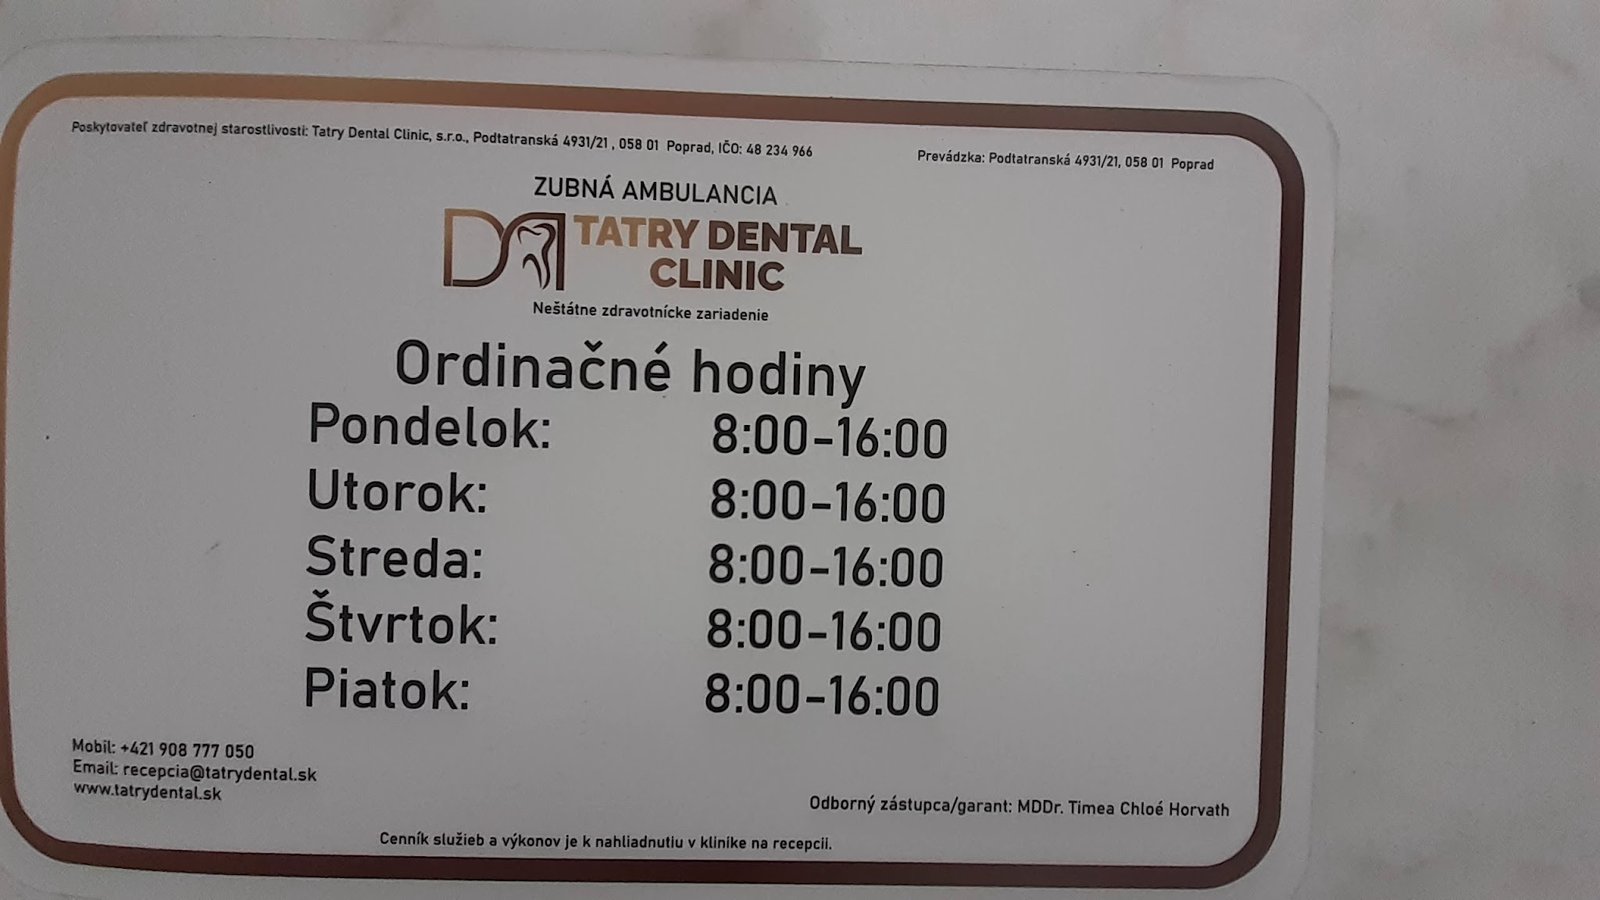 Poskytovateľ zdravotnej starostlivosti: Tatry Dental Clinic, s.r.o., Podtatranská 4931/21 , 058 01 Poprad, IČO: 48 234 966
Prevádzka: Podtatranská 4931/21, 058 01 Poprad
ZUBNÁ AMBULANCIA
TATRY DENTAL
CLINIC
Neštátne zdravotnícke zariadenie
Ordinačné hodiny
Pondelok: 8:00-16:00
Utorok: 8:00-16:00
Streda: 8:00-16:00
Štvrtok: 8:00-16:00
Piatok: 8:00-16:00
Mobil: +421 908 777 050
Email: recepcia@tatrydental.sk
www.tatrydental.sk
Odborný zástupca/garant: MDDr. Timea Chloé Horvath
Cenník služieb a výkonov je k nahliadnutiu v klinike na recepcii.